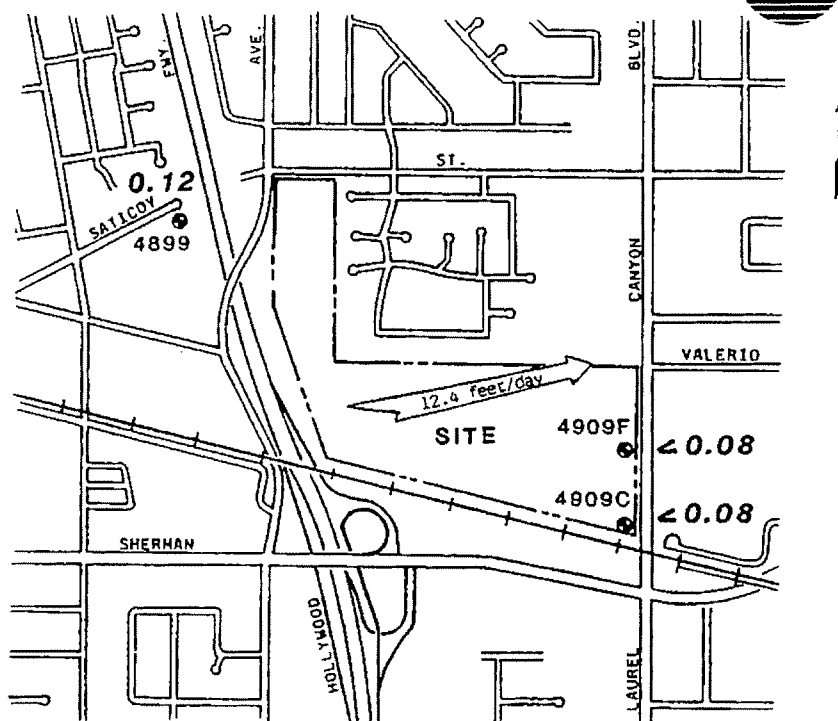 FWY.
AVE.
BLVD.
ST.
0.12
SATICOY
4899
CANYON
VALERIO
12.4 feet/day
SITE
4909F
<0.08
4909C
<0.08
SHERMAN
HOLLYWOOD
LAUREL